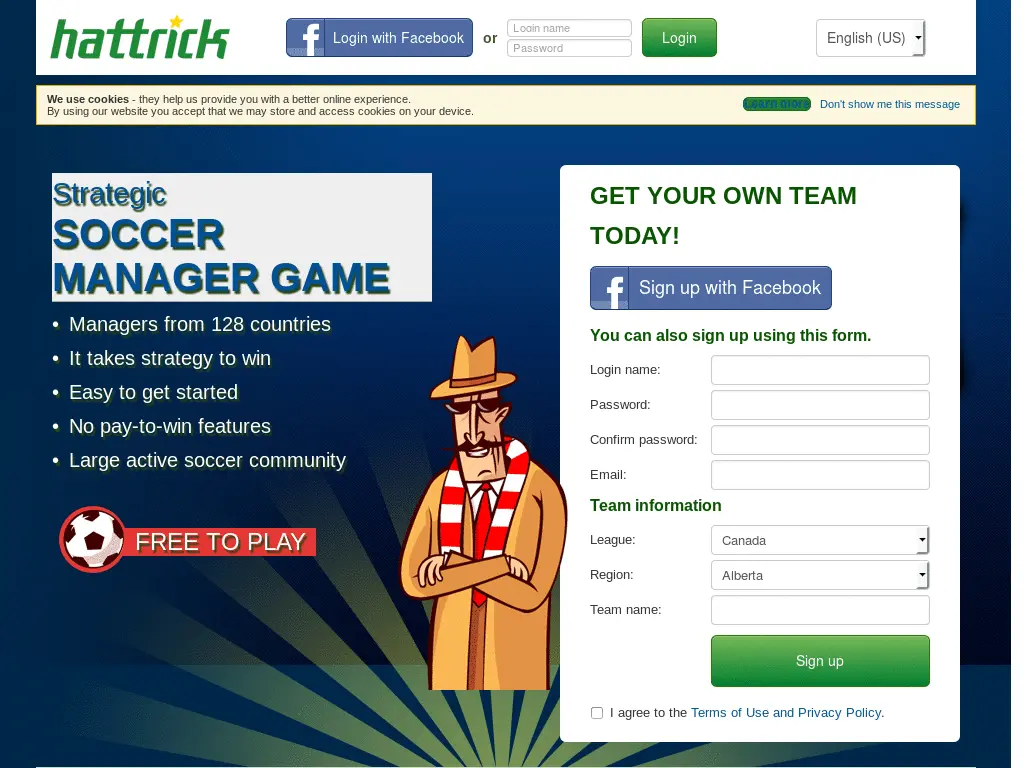 hattrick
Login with Facebook
or
Login name
Password
Login
English (US)
We use cookies - they help us provide you with a better online experience.
By using our website you accept that we may store and access cookies on your device.
Learn more
Don't show me this message
Strategic
SOCCER
MANAGER GAME
• Managers from 128 countries
• It takes strategy to win
• Easy to get started
• No pay-to-win features
• Large active soccer community
FREE TO PLAY
GET YOUR OWN TEAM
TODAY!
Sign up with Facebook
You can also sign up using this form.
Login name:
Password:
Confirm password:
Email:
Team information
League:
Canada
Region:
Alberta
Team name:
Sign up
I agree to the Terms of Use and Privacy Policy.